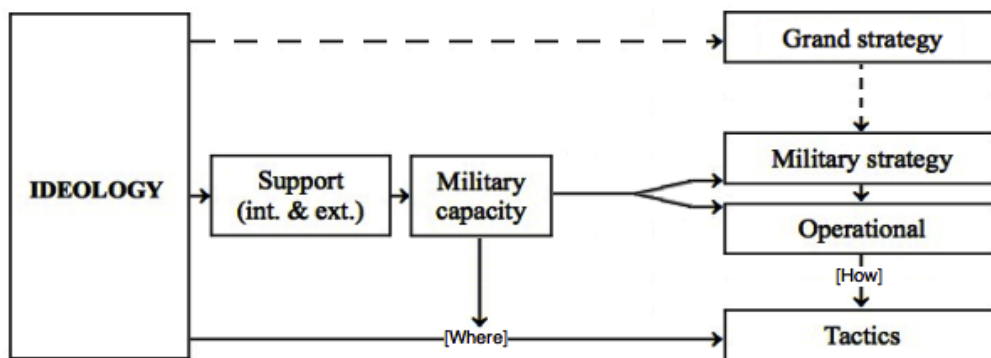 Grand strategy
IDEOLOGY
Support
(int. & ext.)
Military
capacity
Military strategy
Operational
[How]
[Where]
Tactics